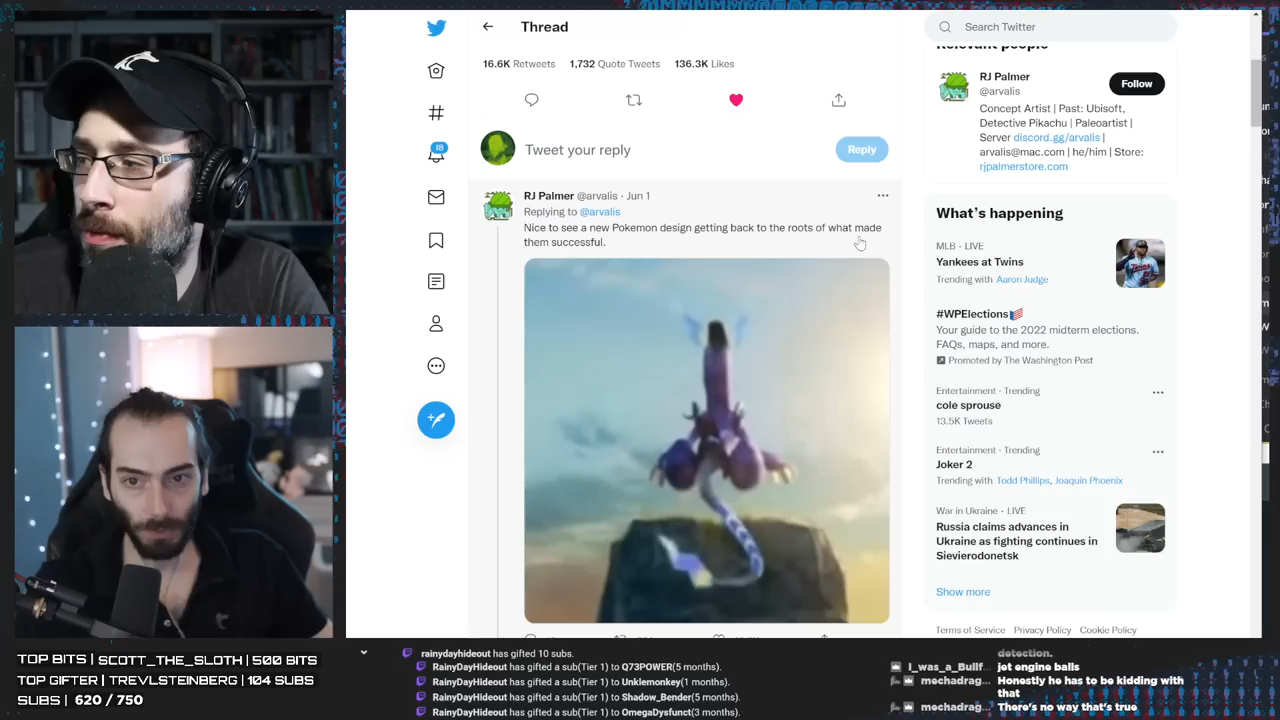 Thread
Search Twitter
16.6K Retweets 1,732 Quote Tweets 136.3K Likes
Tweet your reply
Reply
18
RJ Palmer @arvalis · Jun 1
Replying to @arvalis
Nice to see a new Pokemon design getting back to the roots of what made
them successful.
Relevant people
RJ Palmer
@arvalis
Follow
Concept Artist | Past: Ubisoft,
Detective Pikachu | Paleoartist |
Server discord.gg/arvalis |
arvalis@mac.com | he/him | Store:
rjpalmerstore.com
What's happening
MLB · LIVE
Yankees at Twins
Trending with Aaron Judge
#WPElections
Your guide to the 2022 midterm elections.
FAQs, maps, and more.
Promoted by The Washington Post
Entertainment · Trending
cole sprouse
13.5K Tweets
Entertainment · Trending
Joker 2
Trending with Todd Phillips, Joaquin Phoenix
War in Ukraine · LIVE
Russia claims advances in
Ukraine as fighting continues in
Sievierodonetsk
Show more
Terms of Service Privacy Policy Cookie Policy
TOP BITS | SCOTT_THE_SLOTH | 500 BITS
TOP GIFTER | TREVLSTEINBERG | 104 SUBS
SUBS | 620 / 750
rainydayhideout has gifted 10 subs.
RainyDayHideout has gifted a sub(Tier 1) to Q73POWER(5 months).
RainyDayHideout has gifted a sub(Tier 1) to Unklemonkey(1 months).
RainyDayHideout has gifted a sub(Tier 1) to Shadow_Bender(5 months).
RainyDayHideout has gifted a sub(Tier 1) to OmegaDysfunct(3 months).
detection.
I_was_a_Bullf... jet engine balls
mechadrag... Honestly he has to be kidding with
that
mechadrag... There's no way that's true